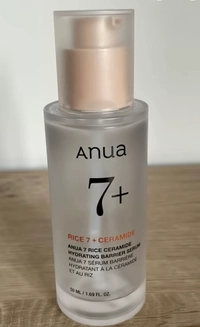 Anua
7+
RICE 7 + CERAMIDE
ANUA 7 RICE CERAMIDE
HYDRATING BARRIER SERUM
ANUA 7 SÉRUM BARRIÈRE
HYDRATANT À LA CÉRAMIDE
ET AU RIZ
50 ML / 1.69 FL. OZ.